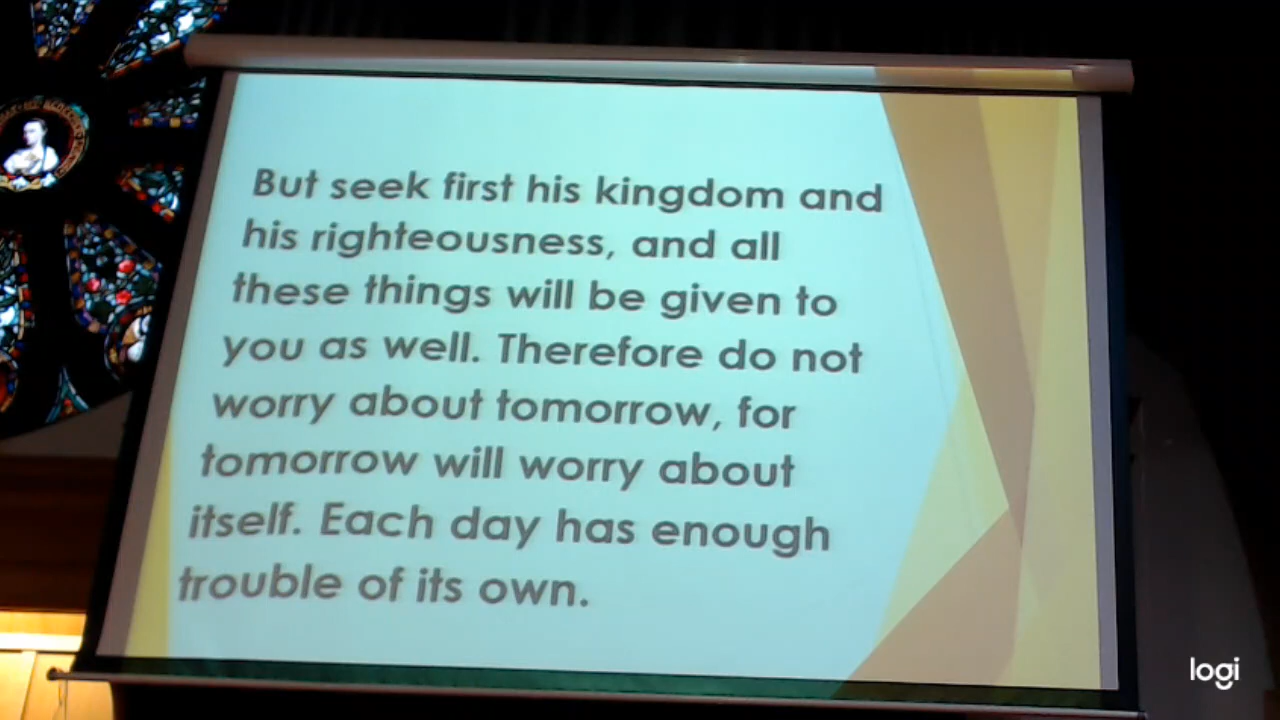 But seek first his kingdom and
his righteousness, and all
these things will be given to
you as well. Therefore do not
worry about tomorrow, for
tomorrow will worry about
itself. Each day has enough
trouble of its own.
logi